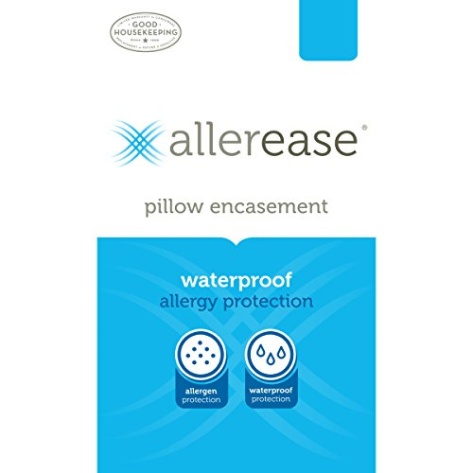 GOOD
HOUSEKEEPING
allerease®
pillow encasement
waterproof
allergy protection
allergen
protection
waterproof
protection